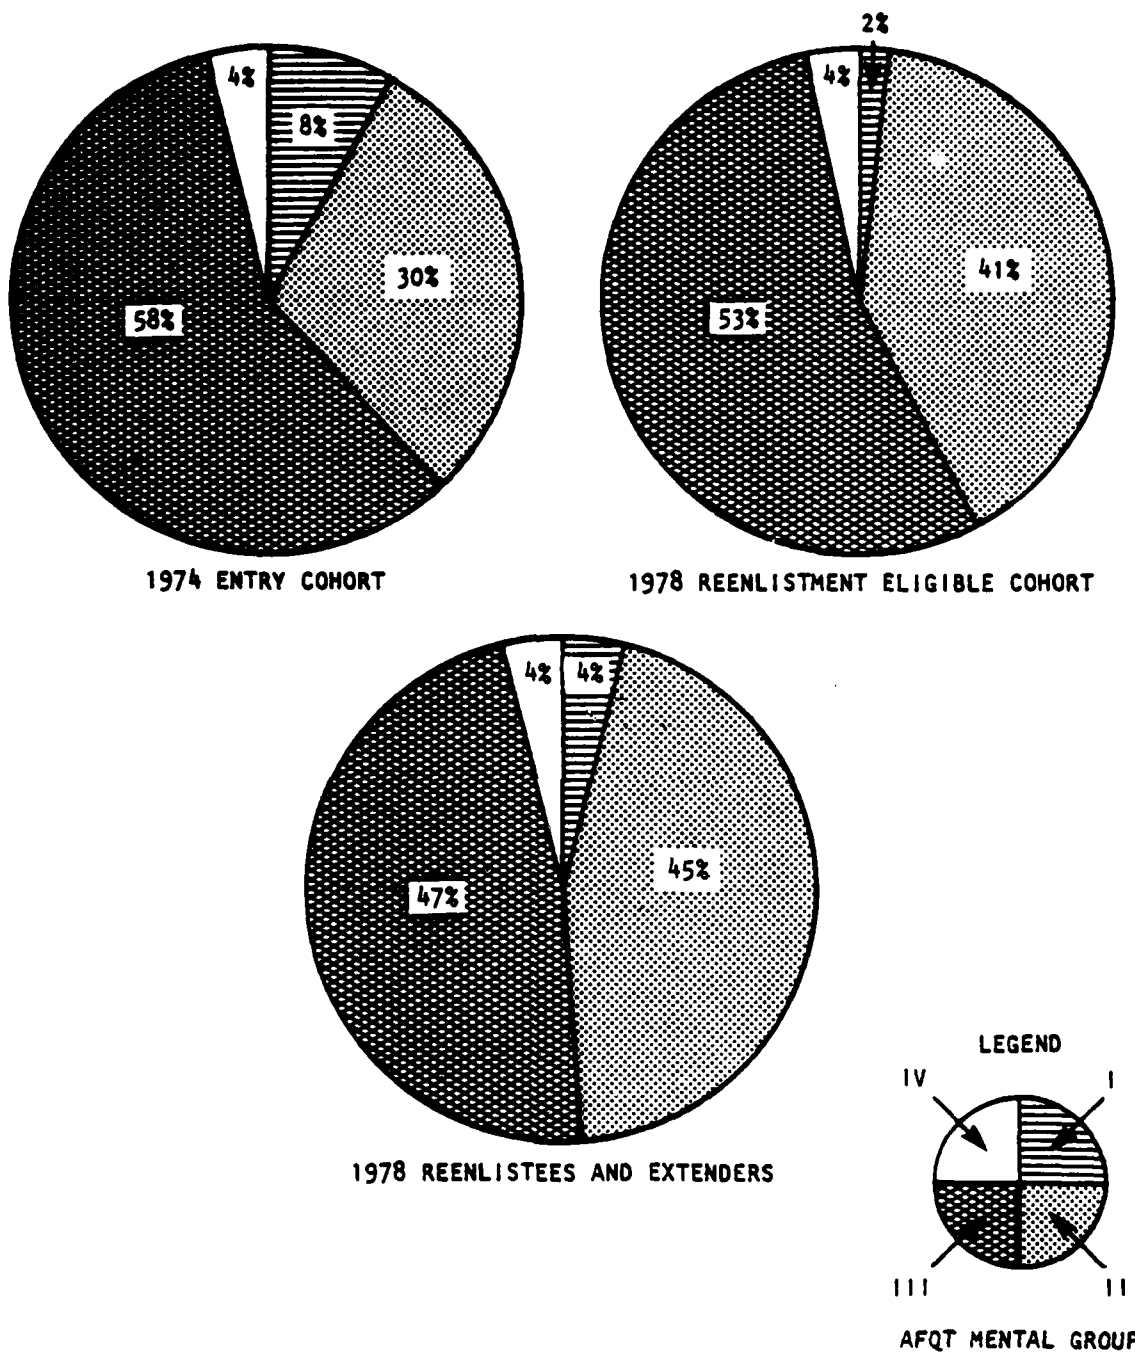 2%
4%
8%
30%
58%
1974 ENTRY COHORT
4%
41%
53%
1978 REENLISTMENT ELIGIBLE COHORT
4%
4%
45%
47%
1978 REENLISTEES AND EXTENDERS
LEGEND
IV
I
III
II
AFQT MENTAL GROUP